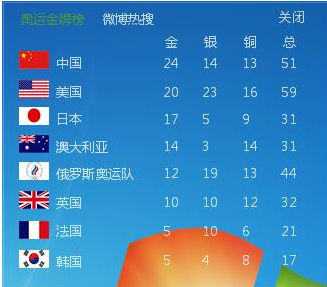 奥运金牌榜 微博热搜 关闭
金 银 铜 总
中国 24 14 13 51
美国 20 23 16 59
日本 17 5 9 31
澳大利亚 14 3 14 31
俄罗斯奥运队 12 19 13 44
英国 10 10 12 32
法国 5 10 6 21
韩国 5 4 8 17